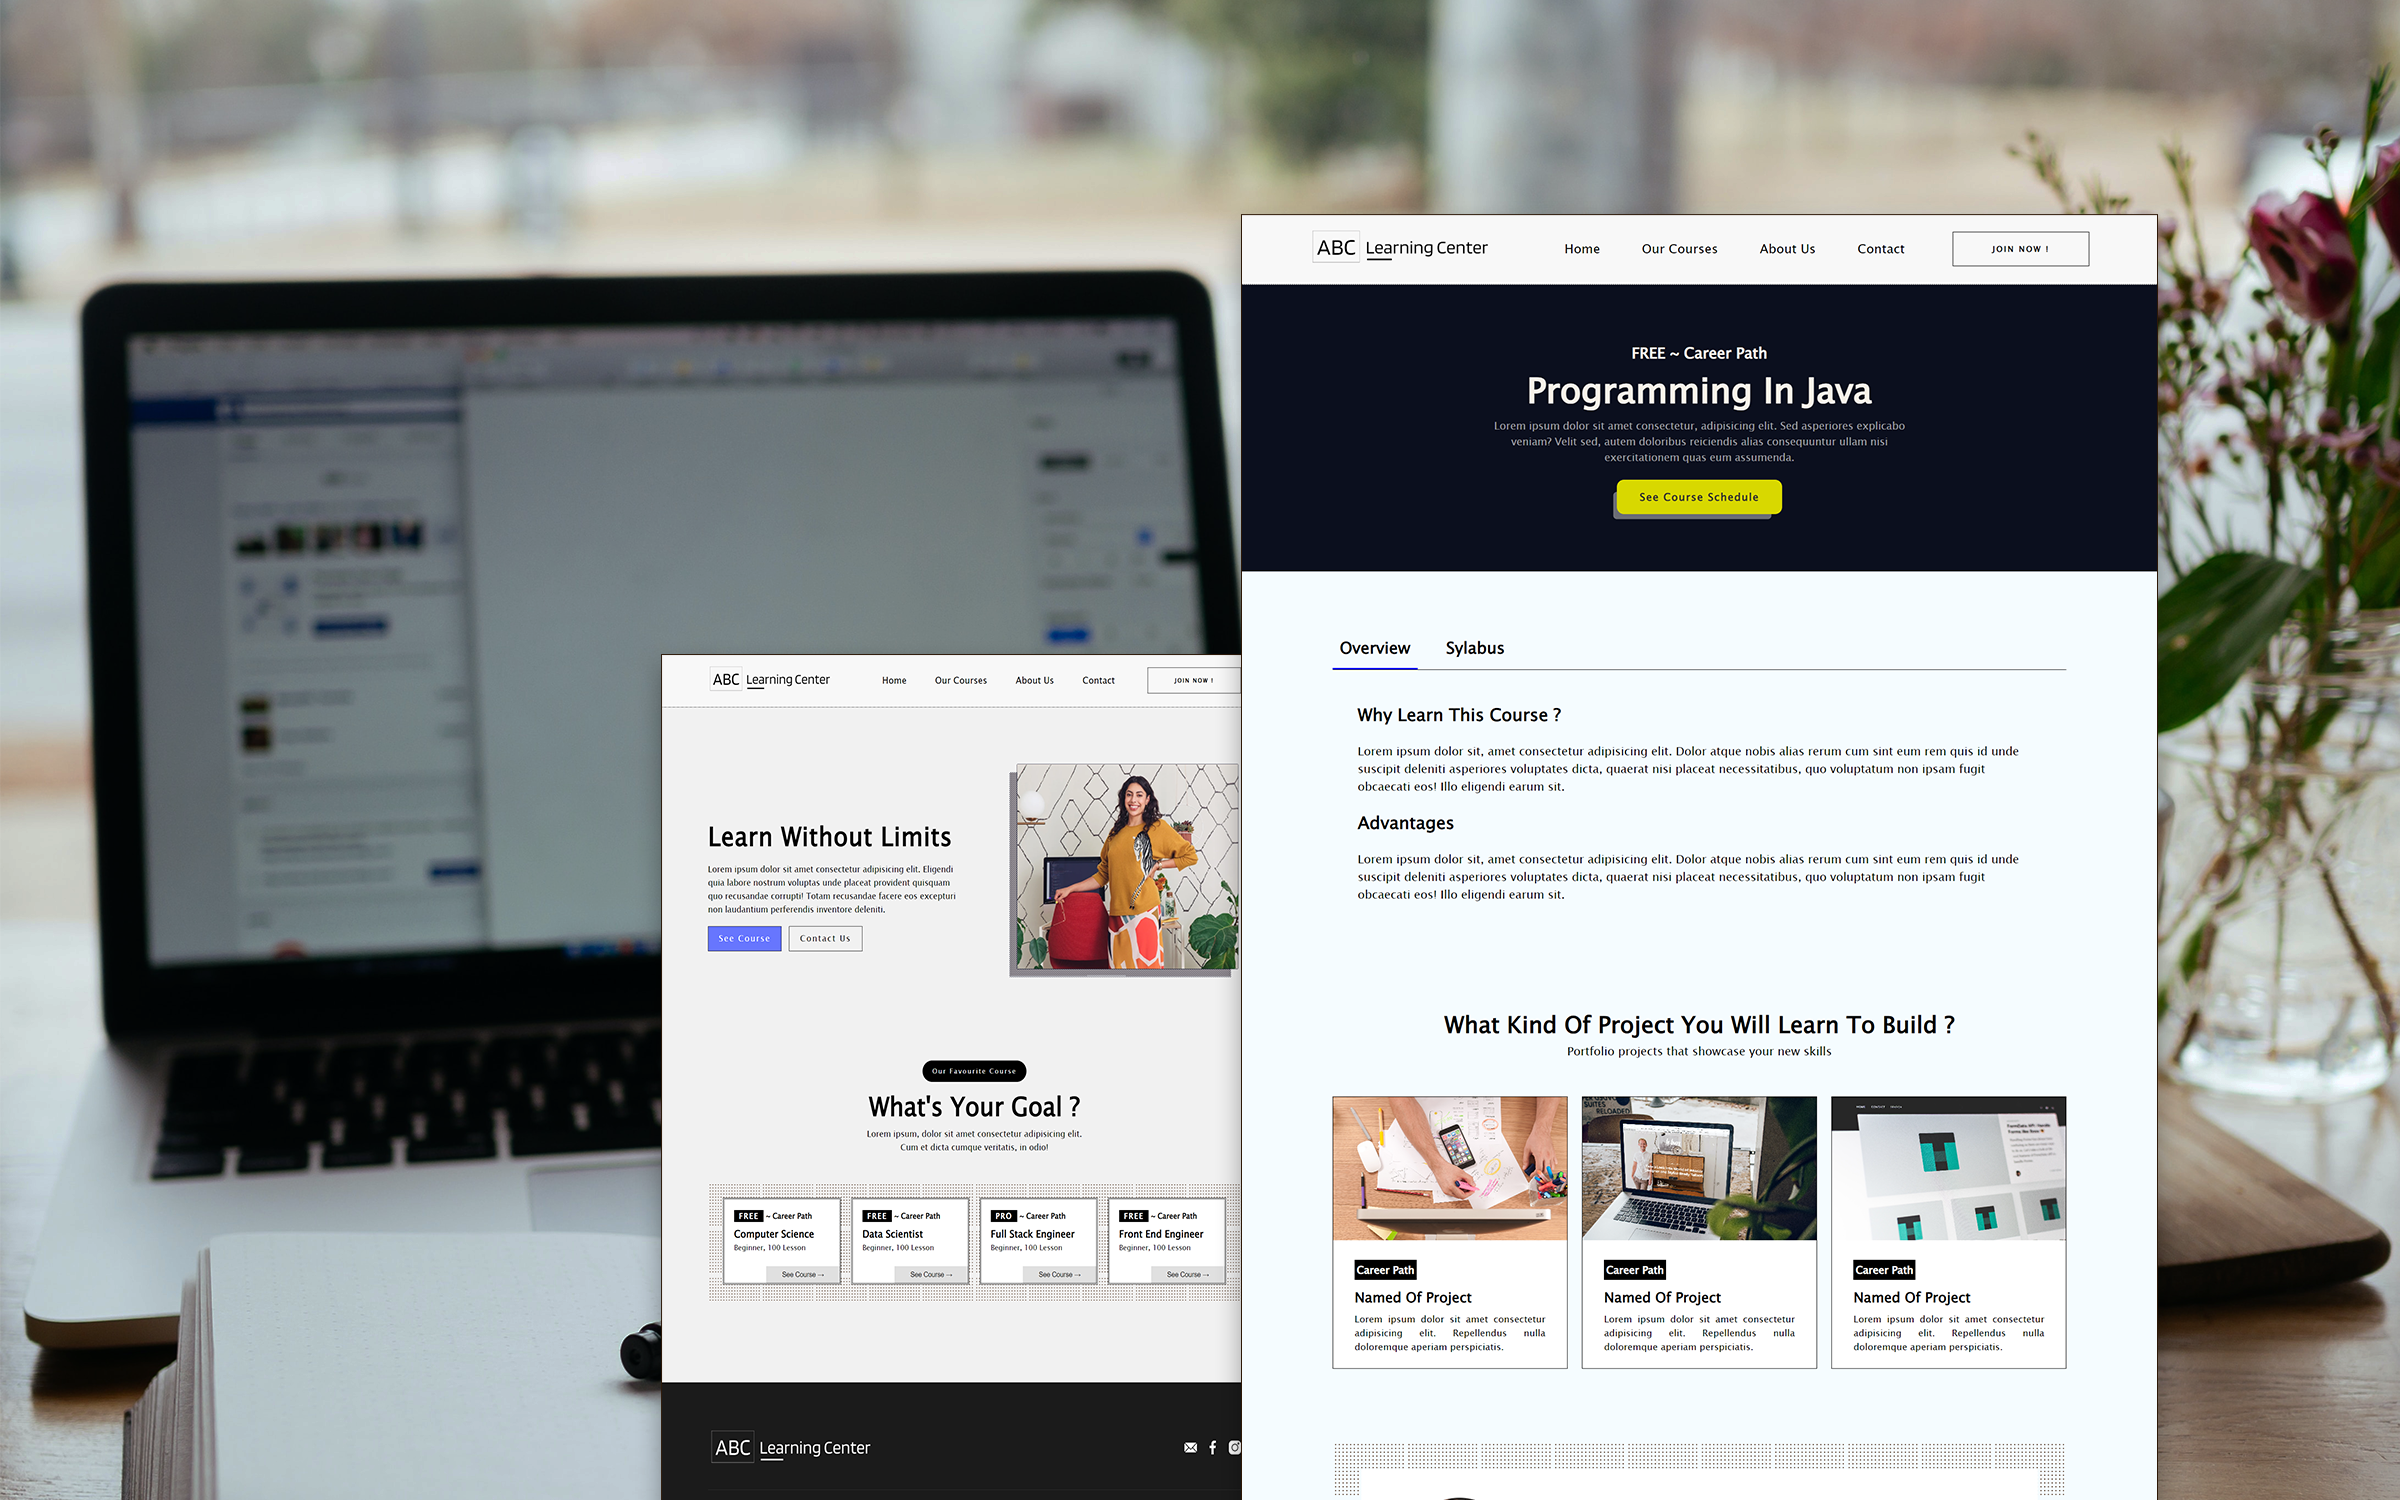 ABC Learning Center
Home Our Courses About Us Contact JOIN NOW !
FREE ~ Career Path
Programming In Java
Lorem ipsum dolor sit amet consectetur, adipisicing elit. Sed asperiores explicabo
veniam? Velit sed, autem doloribus reiciendis alias consequuntur ullam nisi
exercitationem quas eum assumenda.
See Course Schedule
Overview Sylabus
Why Learn This Course ?
Lorem ipsum dolor sit, amet consectetur adipisicing elit. Dolor atque nobis alias rerum cum sint eum rem quis id unde
suscipit deleniti asperiores voluptates dicta, quaerat nisi placeat necessitatibus, quo voluptatum non ipsam fugit
obcaecati eos! Illo eligendi earum sit.
Advantages
Lorem ipsum dolor sit, amet consectetur adipisicing elit. Dolor atque nobis alias rerum cum sint eum rem quis id unde
suscipit deleniti asperiores voluptates dicta, quaerat nisi placeat necessitatibus, quo voluptatum non ipsam fugit
obcaecati eos! Illo eligendi earum sit.
What Kind Of Project You Will Learn To Build ?
Portfolio projects that showcase your new skills
SUITES
RELOADED
Career Path
Named Of Project
Lorem ipsum dolor sit amet consectetur
adipisicing elit. Repellendus nulla
doloremque aperiam perspiciatis.
Career Path
Named Of Project
Lorem ipsum dolor sit amet consectetur
adipisicing elit. Repellendus nulla
doloremque aperiam perspiciatis.
Career Path
Named Of Project
Lorem ipsum dolor sit amet consectetur
adipisicing elit. Repellendus nulla
doloremque aperiam perspiciatis.
ABC Learning Center
Home Our Courses About Us Contact JOIN NOW !
Learn Without Limits
Lorem ipsum dolor sit amet consectetur adipisicing elit. Eligendi
quia labore nostrum voluptas unde placeat provident quisquam
quo recusandae corrupti! Totam recusandae facere eos excepturi
non laudantium perferendis inventore deleniti.
See Course Contact Us
Our Favourite Course
What's Your Goal ?
Lorem ipsum, dolor sit amet consectetur adipisicing elit.
Cum et dicta cumque veritatis, in odio!
FREE ~ Career Path
Computer Science
Beginner, 100 Lesson
See Course →
FREE ~ Career Path
Data Scientist
Beginner, 100 Lesson
See Course →
PRO ~ Career Path
Full Stack Engineer
Beginner, 100 Lesson
See Course →
FREE ~ Career Path
Front End Engineer
Beginner, 100 Lesson
See Course →
ABC Learning Center